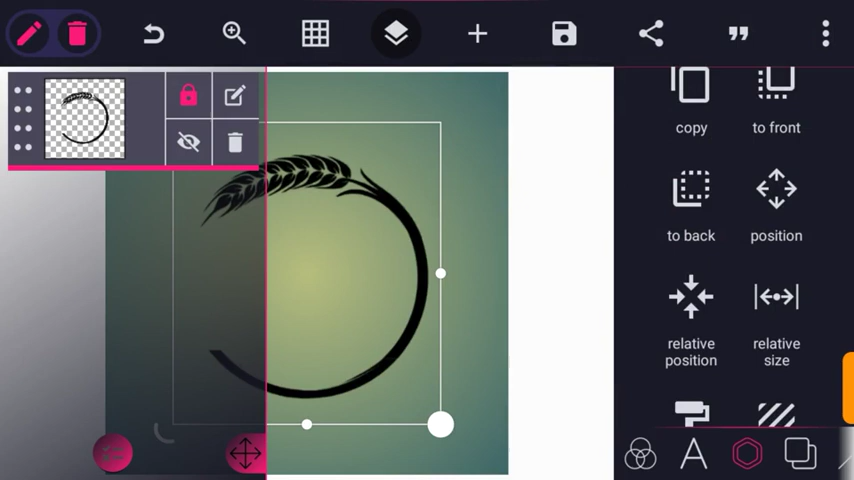 copy
to front
to back
position
relative
position
relative
size